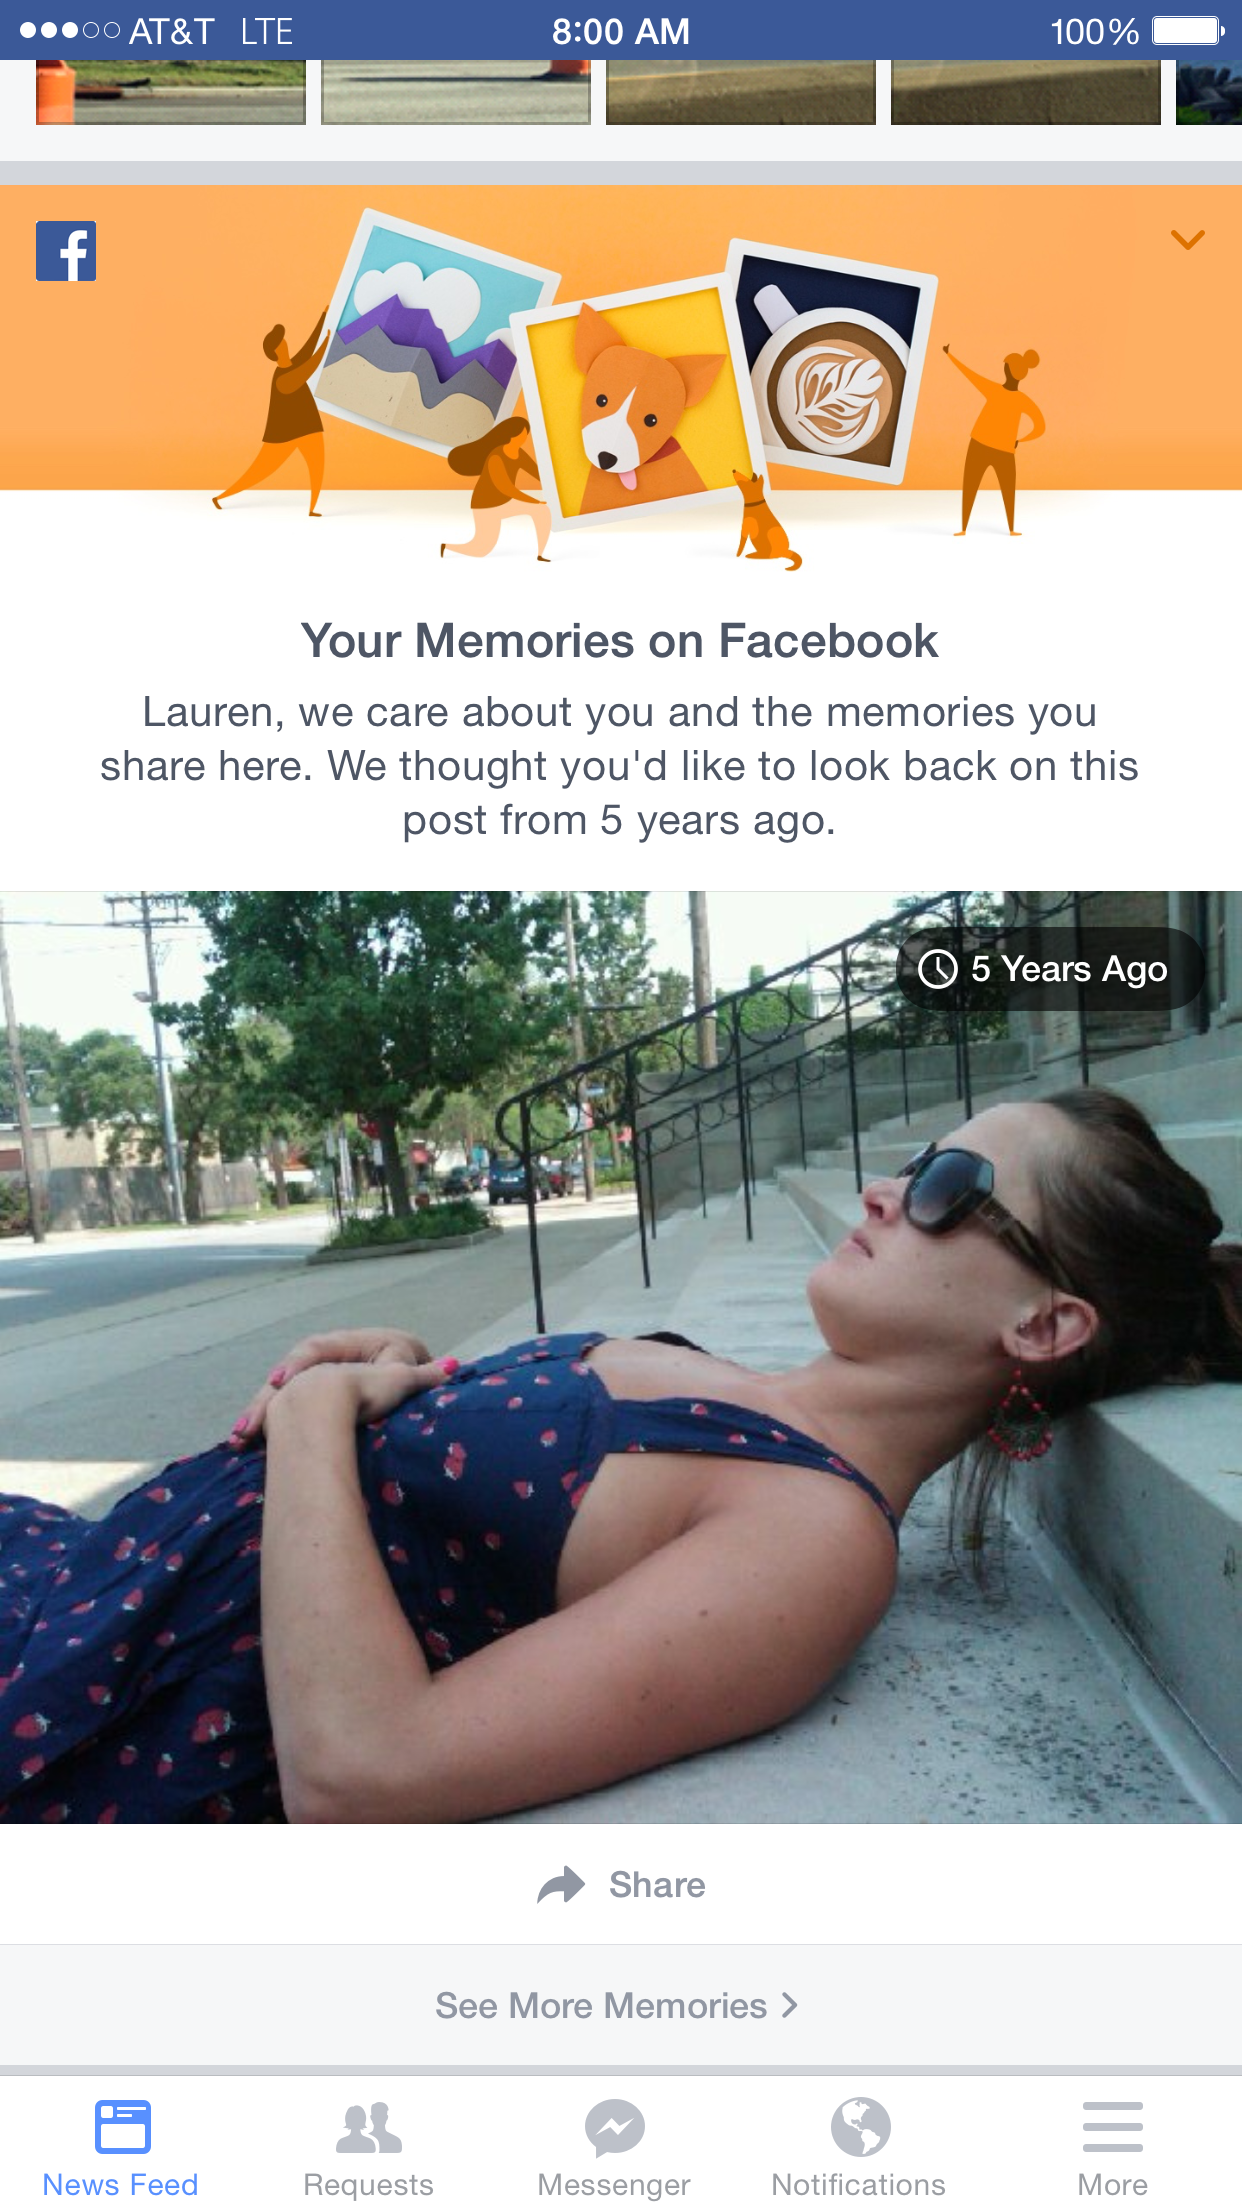 AT&T LTE 8:00 AM 100%
f
Your Memories on Facebook
Lauren, we care about you and the memories you
share here. We thought you'd like to look back on this
post from 5 years ago.
5 Years Ago
Share
See More Memories >
News Feed Requests Messenger Notifications More